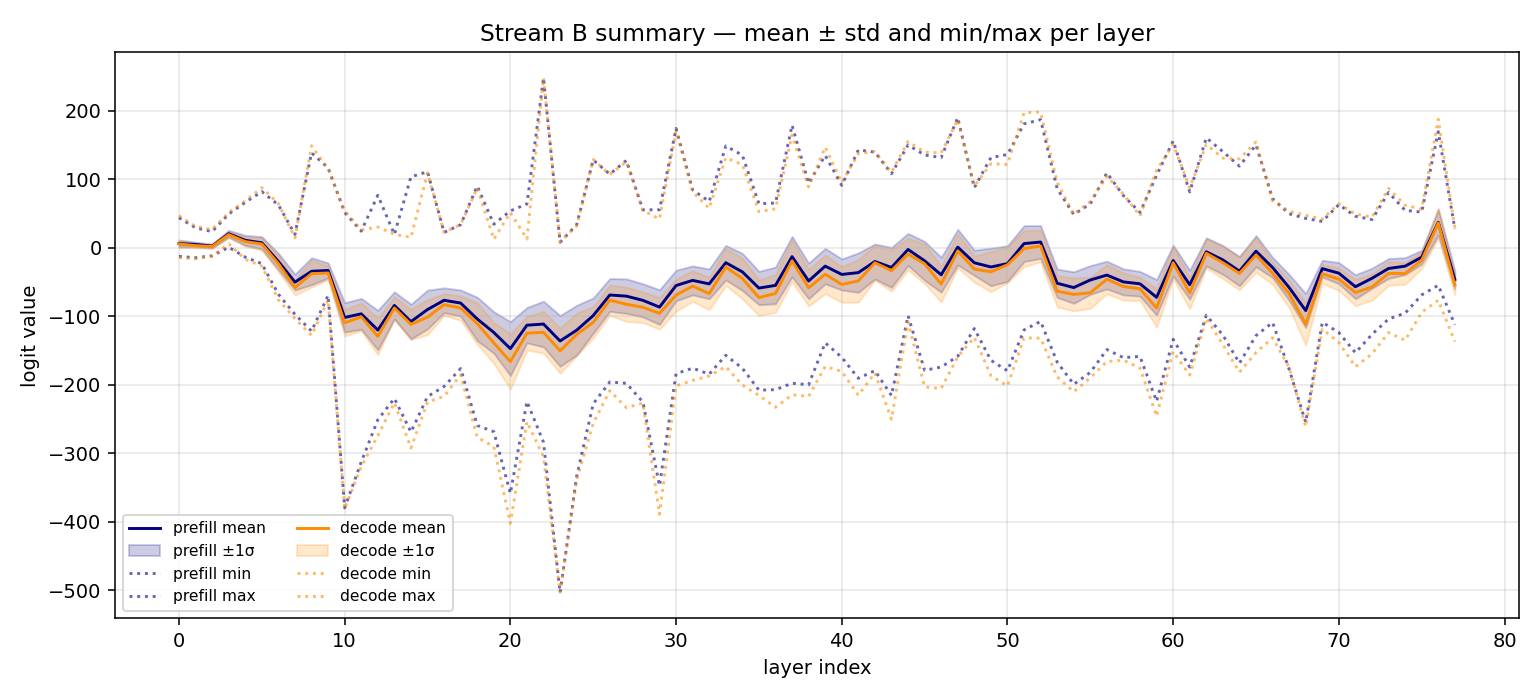 Stream B summary — mean ± std and min/max per layer
logit value
200
100
0
−100
−200
−300
−400
−500
prefill mean
prefill ±1σ
prefill min
prefill max
decode mean
decode ±1σ
decode min
decode max
0 10 20 30 40 50 60 70 80
layer index